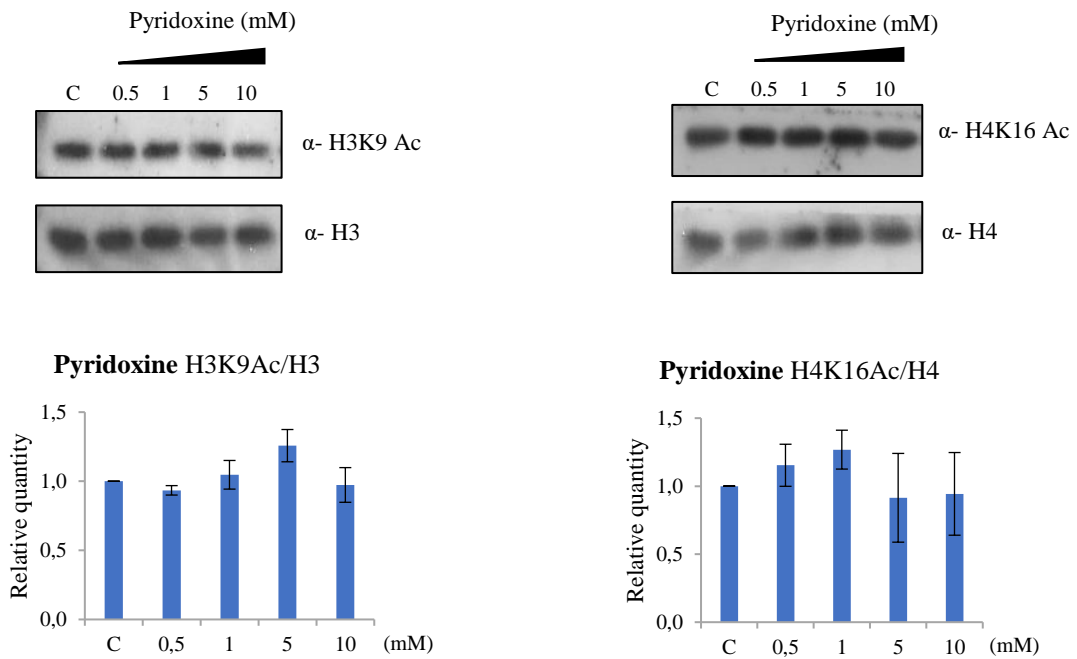 Pyridoxine (mM)
C 0.5 1 5 10
α- H3K9 Ac
α- H3
Pyridoxine H3K9Ac/H3
Relative quantity
1,5
1,0
0,5
0,0
C 0,5 1 5 10 (mM)
Pyridoxine (mM)
C 0.5 1 5 10
α- H4K16 Ac
α- H4
Pyridoxine H4K16Ac/H4
Relative quantity
1,5
1,0
0,5
0,0
C 0,5 1 5 10 (mM)